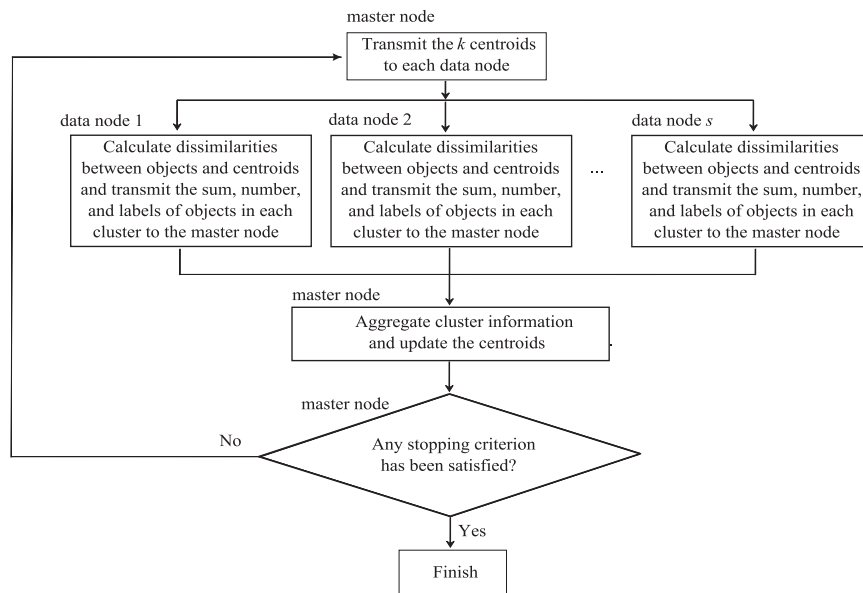 master node
Transmit the k centroids
to each data node
data node 1
Calculate dissimilarities
between objects and centroids
and transmit the sum, number,
and labels of objects in each
cluster to the master node
data node 2
Calculate dissimilarities
between objects and centroids
and transmit the sum, number,
and labels of objects in each
cluster to the master node
...
data node s
Calculate dissimilarities
between objects and centroids
and transmit the sum, number,
and labels of objects in each
cluster to the master node
master node
Aggregate cluster information
and update the centroids
.
master node
No
Any stopping criterion
has been satisfied?
Yes
Finish